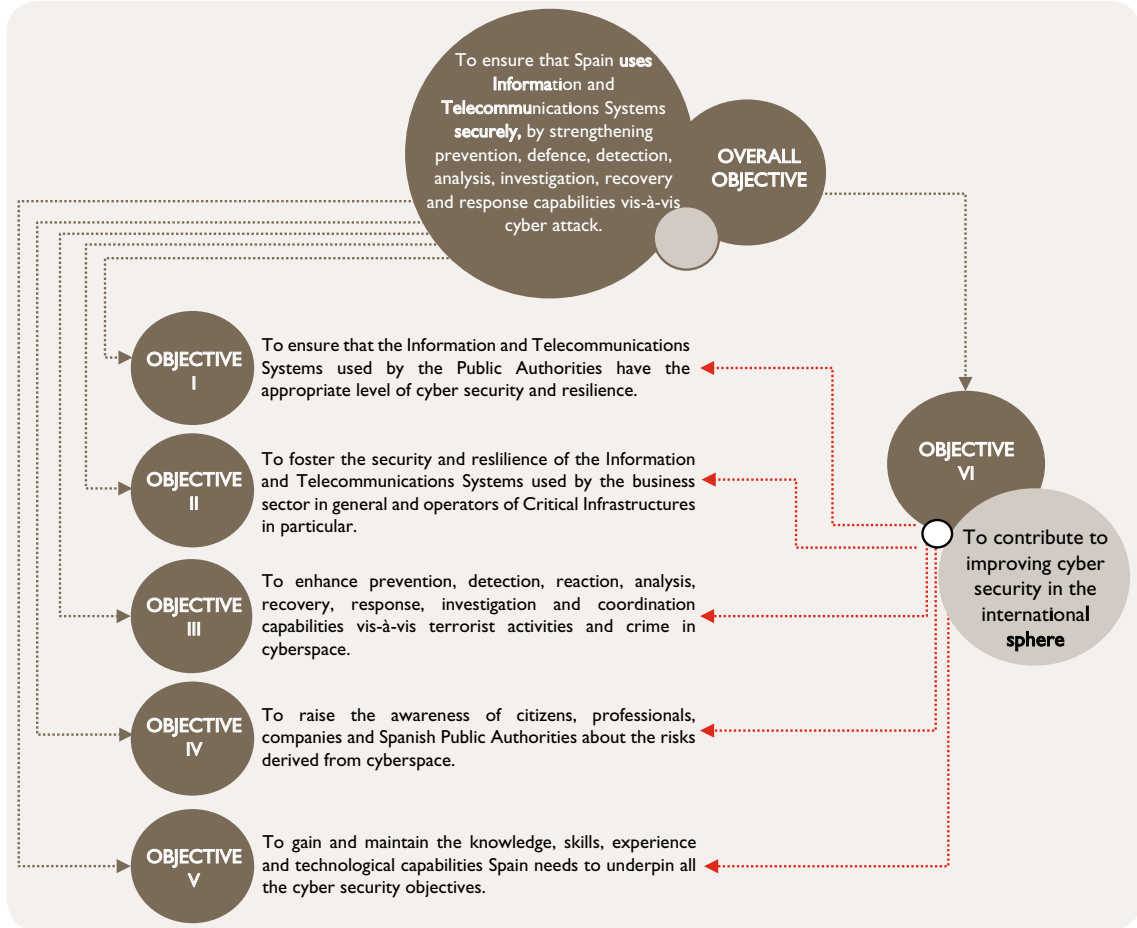 To ensure that Spain uses
Information and
Telecommunications Systems
securely, by strengthening
prevention, defence, detection,
analysis, investigation, recovery
and response capabilities vis-à-vis
cyber attack.
OVERALL
OBJECTIVE
OBJECTIVE
I
To ensure that the Information and Telecommunications
Systems used by the Public Authorities have the
appropriate level of cyber security and resilience.
OBJECTIVE
II
To foster the security and reslilience of the Information
and Telecommunications Systems used by the business
sector in general and operators of Critical Infrastructures
in particular.
OBJECTIVE
III
To enhance prevention, detection, reaction, analysis,
recovery, response, investigation and coordination
capabilities vis-à-vis terrorist activities and crime in
cyberspace.
OBJECTIVE
IV
To raise the awareness of citizens, professionals,
companies and Spanish Public Authorities about the risks
derived from cyberspace.
OBJECTIVE
V
To gain and maintain the knowledge, skills, experience
and technological capabilities Spain needs to underpin all
the cyber security objectives.
OBJECTIVE
VI
To contribute to
improving cyber
security in the
international
sphere